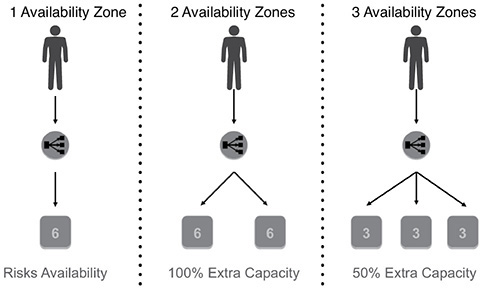 1 Availability Zone
2 Availability Zones
3 Availability Zones
6
6 6
3 3 3
Risks Availability
100% Extra Capacity
50% Extra Capacity